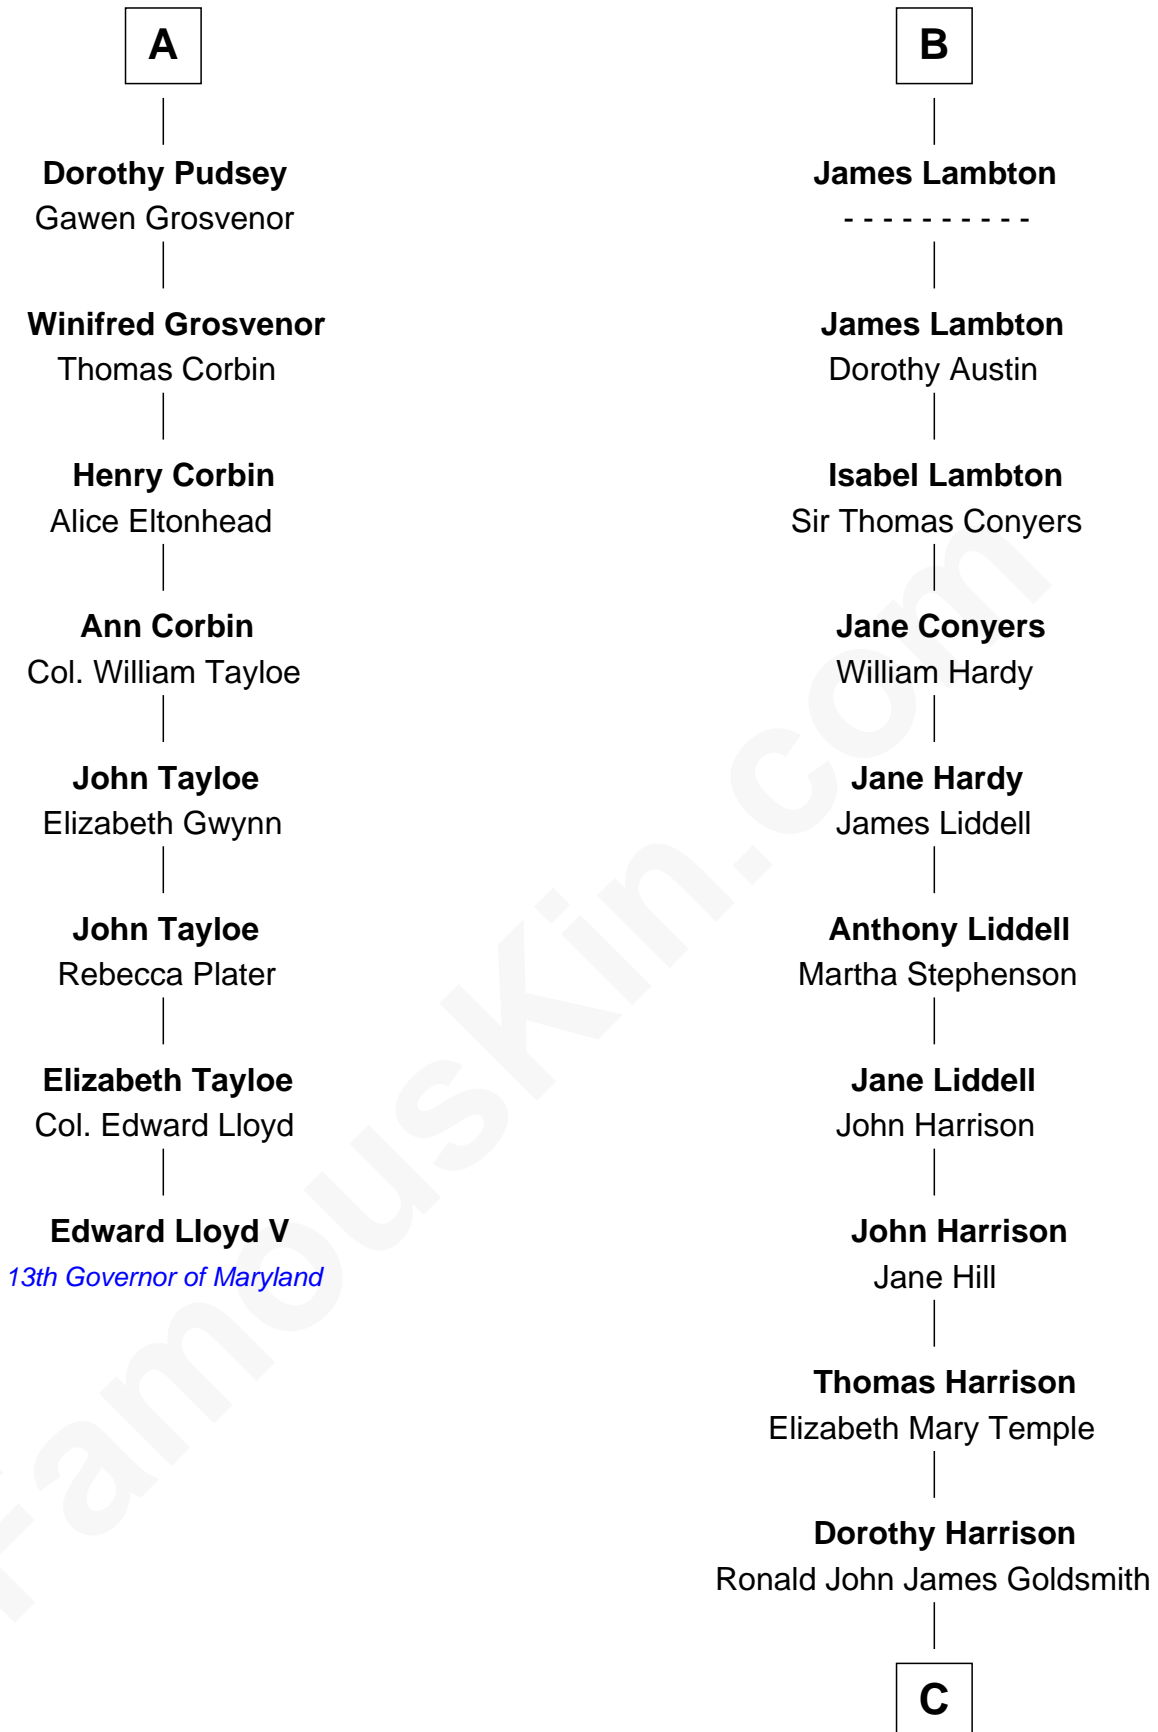 A
Dorothy Pudsey
Gawen Grosvenor
Winifred Grosvenor
Thomas Corbin
Henry Corbin
Alice Eltonhead
Ann Corbin
Col. William Tayloe
John Tayloe
Elizabeth Gwynn
John Tayloe
Rebecca Plater
Elizabeth Tayloe
Col. Edward Lloyd
Edward Lloyd V
13th Governor of Maryland
B
James Lambton
- - - - - - - - - -
James Lambton
Dorothy Austin
Isabel Lambton
Sir Thomas Conyers
Jane Conyers
William Hardy
Jane Hardy
James Liddell
Anthony Liddell
Martha Stephenson
Jane Liddell
John Harrison
John Harrison
Jane Hill
Thomas Harrison
Elizabeth Mary Temple
Dorothy Harrison
Ronald John James Goldsmith
C
FamousKin.com